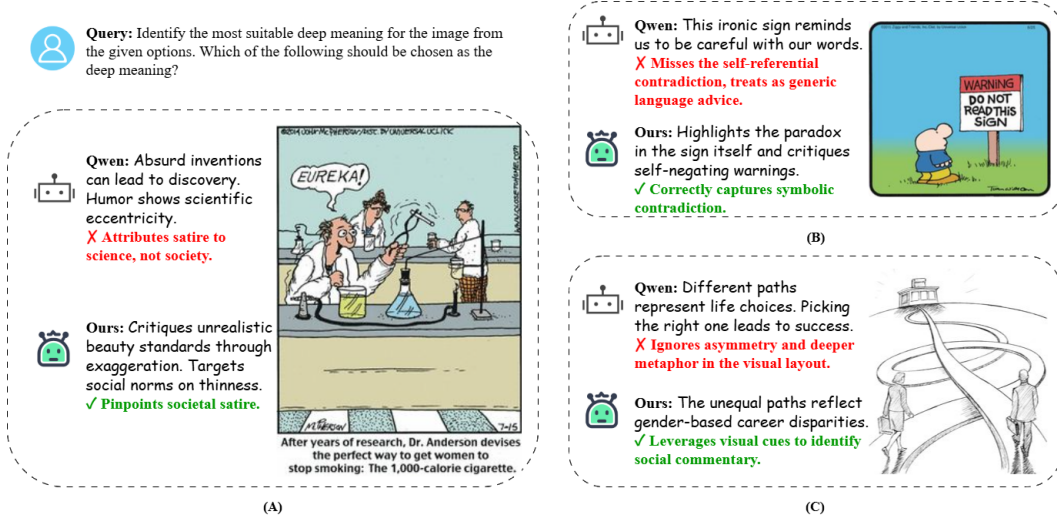 Query: Identify the most suitable deep meaning for the image from
the given options. Which of the following should be chosen as the
deep meaning?
Qwen: Absurd inventions
can lead to discovery.
Humor shows scientific
eccentricity.
✗ Attributes satire to
science, not society.
Ours: Critiques unrealistic
beauty standards through
exaggeration. Targets
social norms on thinness.
✓ Pinpoints societal satire.
EUREKA!
McPHERSON
7-15
After years of research, Dr. Anderson devises
the perfect way to get women to
stop smoking: The 1,000-calorie cigarette.
(A)
Qwen: This ironic sign reminds
us to be careful with our words.
✗ Misses the self-referential
contradiction, treats as generic
language advice.
Ours: Highlights the paradox
in the sign itself and critiques
self-negating warnings.
✓ Correctly captures symbolic
contradiction.
WARNING
DO NOT
READ THIS
SIGN
(B)
Qwen: Different paths
represent life choices. Picking
the right one leads to success.
✗ Ignores asymmetry and deeper
metaphor in the visual layout.
Ours: The unequal paths reflect
gender-based career disparities.
✓ Leverages visual cues to identify
social commentary.
(C)